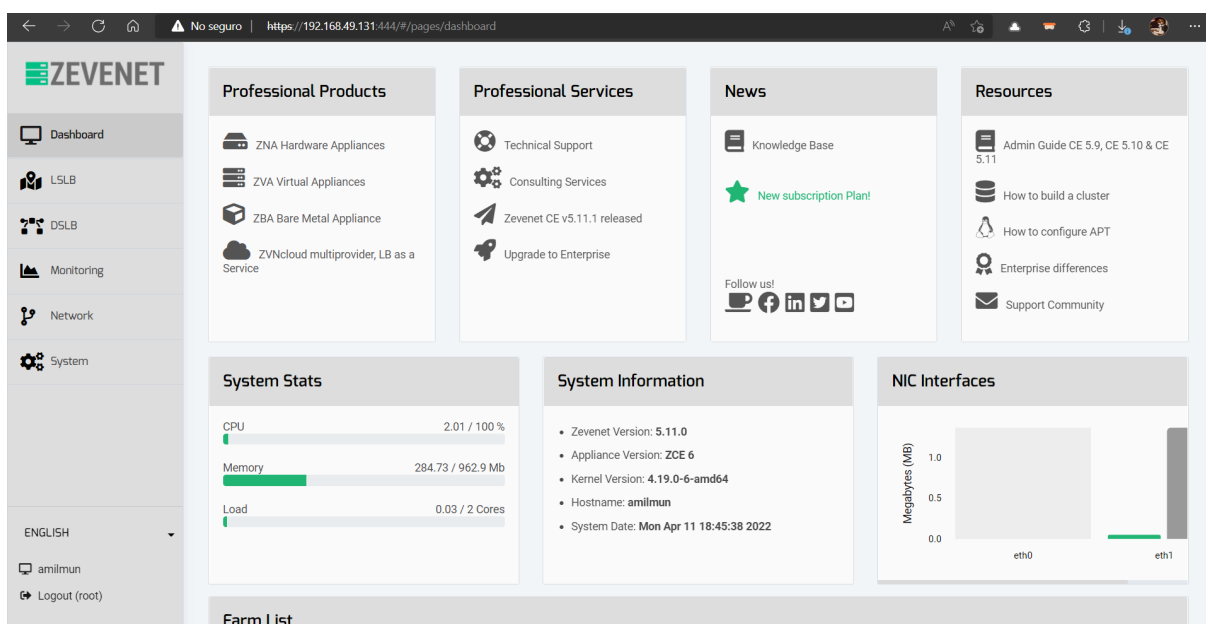 No seguro
https://192.168.49.131:444/#/pages/dashboard
ZEVENET
Dashboard
LSLB
DSLB
Monitoring
Network
System
ENGLISH
amilmun
Logout (root)
Professional Products
ZNA Hardware Appliances
ZVA Virtual Appliances
ZBA Bare Metal Appliance
ZVNcloud multiprovider, LB as a
Service
Professional Services
Technical Support
Consulting Services
Zevenet CE v5.11.1 released
Upgrade to Enterprise
News
Knowledge Base
New subscription Plan!
Follow us!
Resources
Admin Guide CE 5.9, CE 5.10 & CE
5.11
How to build a cluster
How to configure APT
Enterprise differences
Support Community
System Stats
CPU 2.01 / 100 %
Memory 284.73 / 962.9 Mb
Load 0.03 / 2 Cores
System Information
Zevenet Version: 5.11.0
Appliance Version: ZCE 6
Kernel Version: 4.19.0-6-amd64
Hostname: amilmun
System Date: Mon Apr 11 18:45:38 2022
NIC Interfaces
Megabytes (MB)
1.0
0.5
0.0
eth0 eth1
Farm List